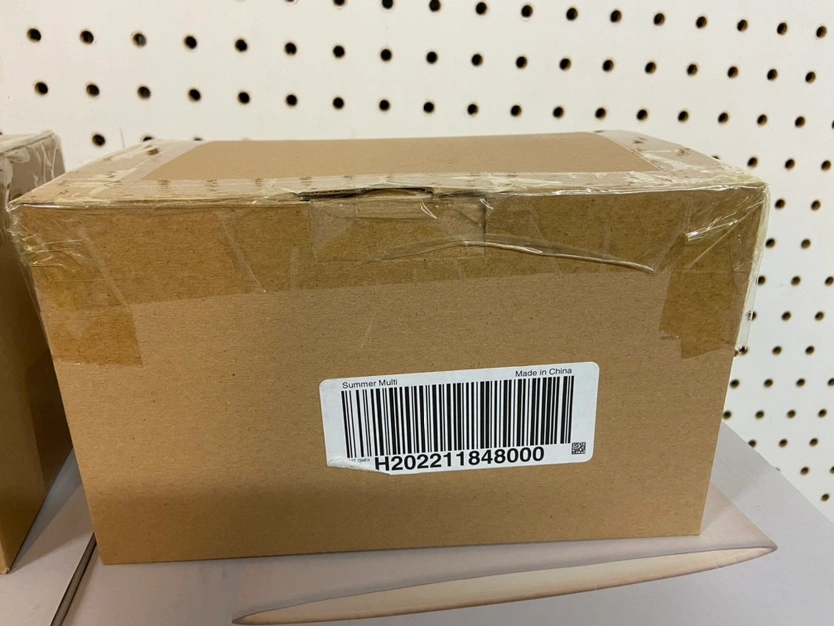 Summer Multi
Made in China
H202211848000